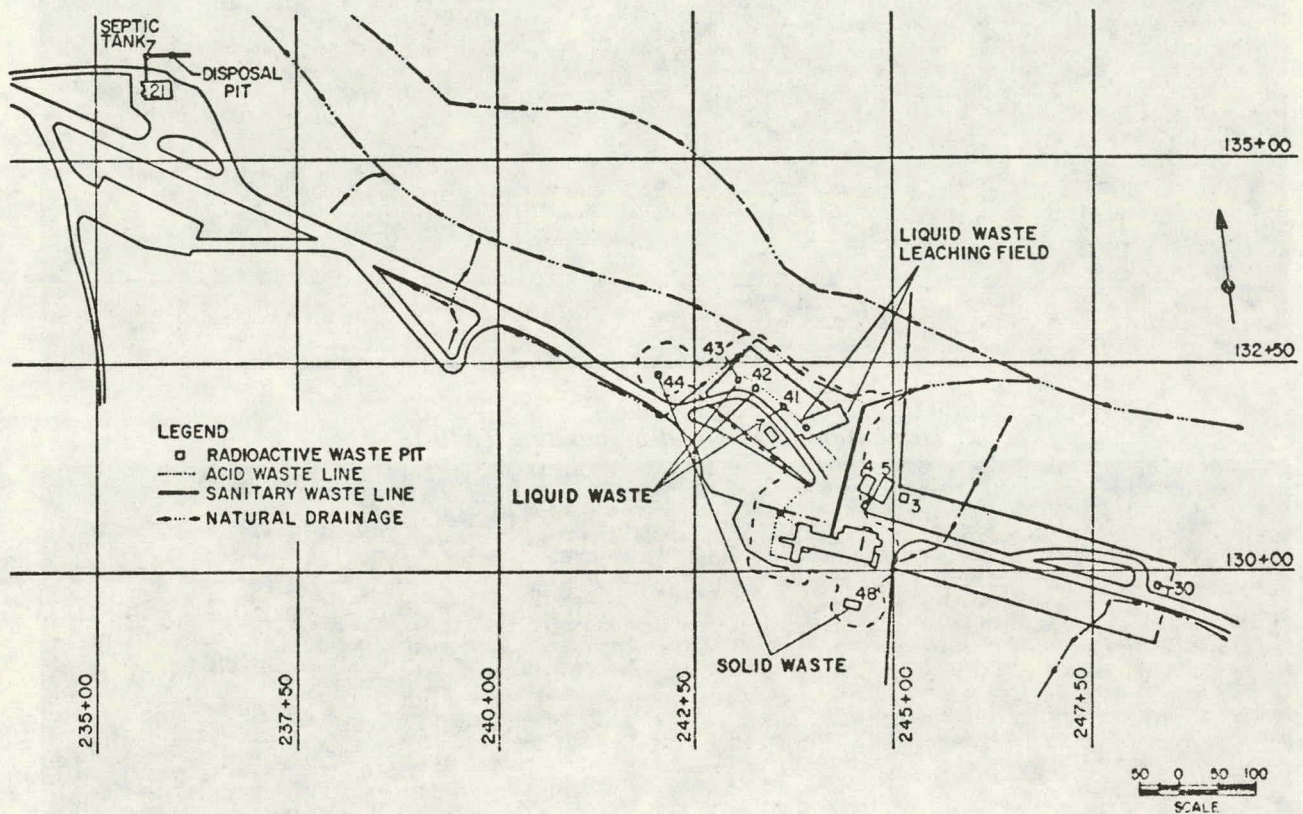 SEPTIC
TANK
DISPOSAL
PIT
21
135+00
LIQUID WASTE
LEACHING FIELD
132+50
43
42
44
41
7
LEGEND
RADIOACTIVE WASTE PIT
ACID WASTE LINE
SANITARY WASTE LINE
NATURAL DRAINAGE
LIQUID WASTE
4
5
3
130+00
30
48
SOLID WASTE
235+00
237+50
240+00
242+50
245+00
247+50
50 0 50 100
SCALE